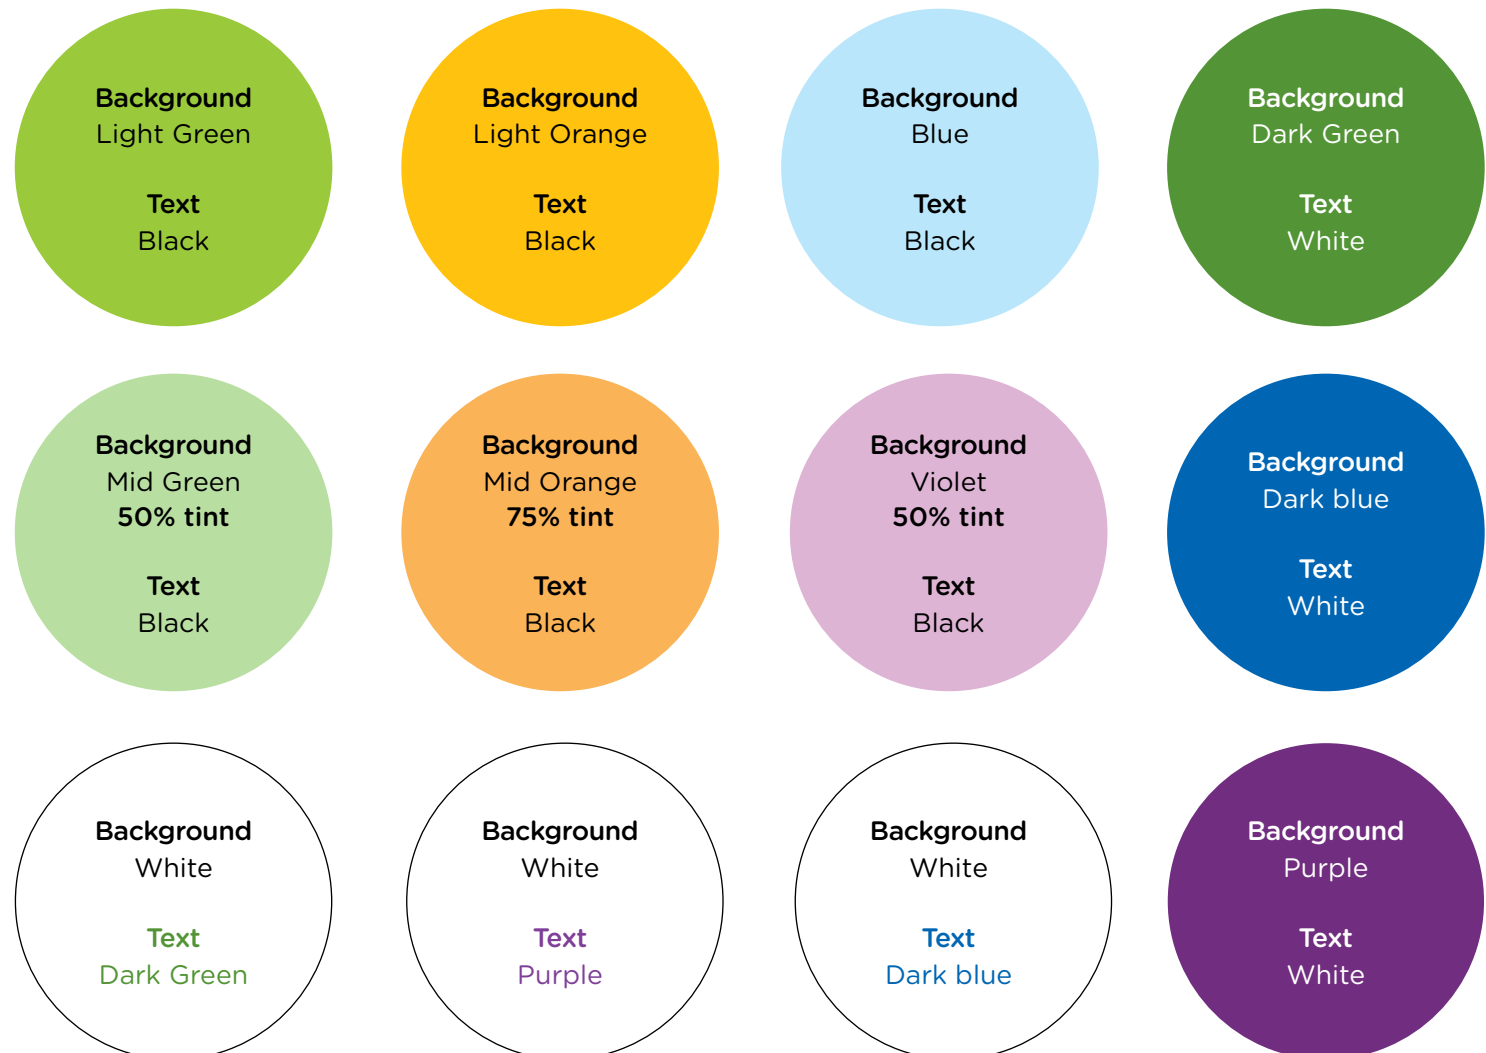 Background
Light Green
Text
Black
Background
Light Orange
Text
Black
Background
Blue
Text
Black
Background
Dark Green
Text
White
Background
Mid Green
50% tint
Text
Black
Background
Mid Orange
75% tint
Text
Black
Background
Violet
50% tint
Text
Black
Background
Dark blue
Text
White
Background
White
Text
Dark Green
Background
White
Text
Purple
Background
White
Text
Dark blue
Background
Purple
Text
White